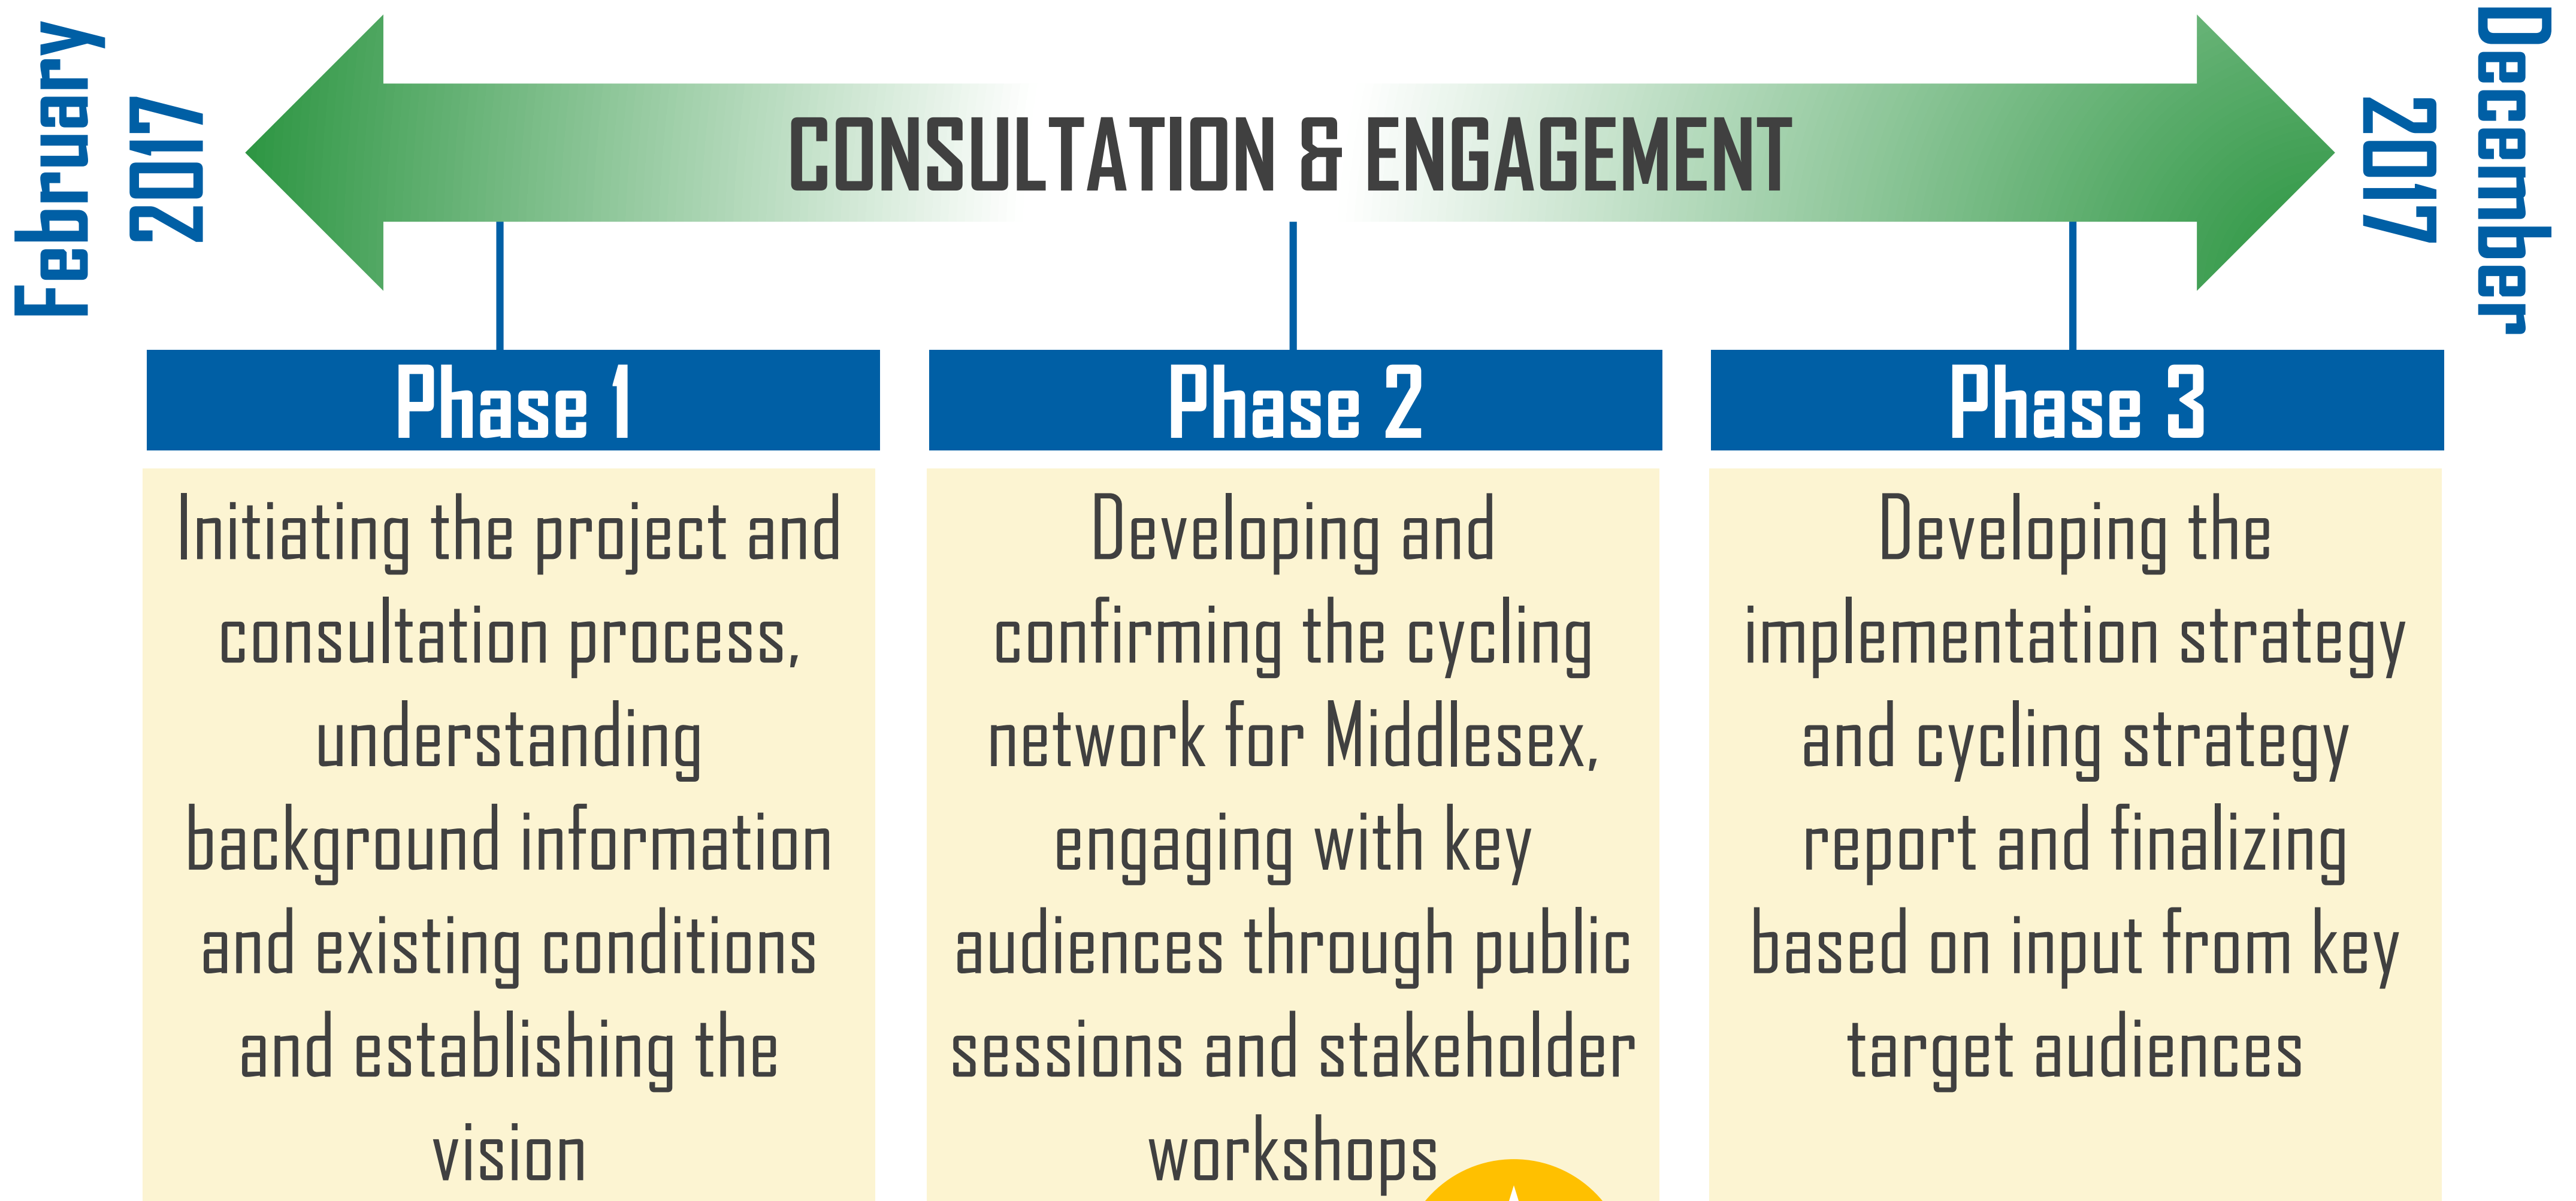 February
2017
CONSULTATION & ENGAGEMENT
2017
December
Phase 1
Initiating the project and
consultation process,
understanding
background information
and existing conditions
and establishing the
vision
Phase 2
Developing and
confirming the cycling
network for Middlesex,
engaging with key
audiences through public
sessions and stakeholder
workshops
Phase 3
Developing the
implementation strategy
and cycling strategy
report and finalizing
based on input from key
target audiences